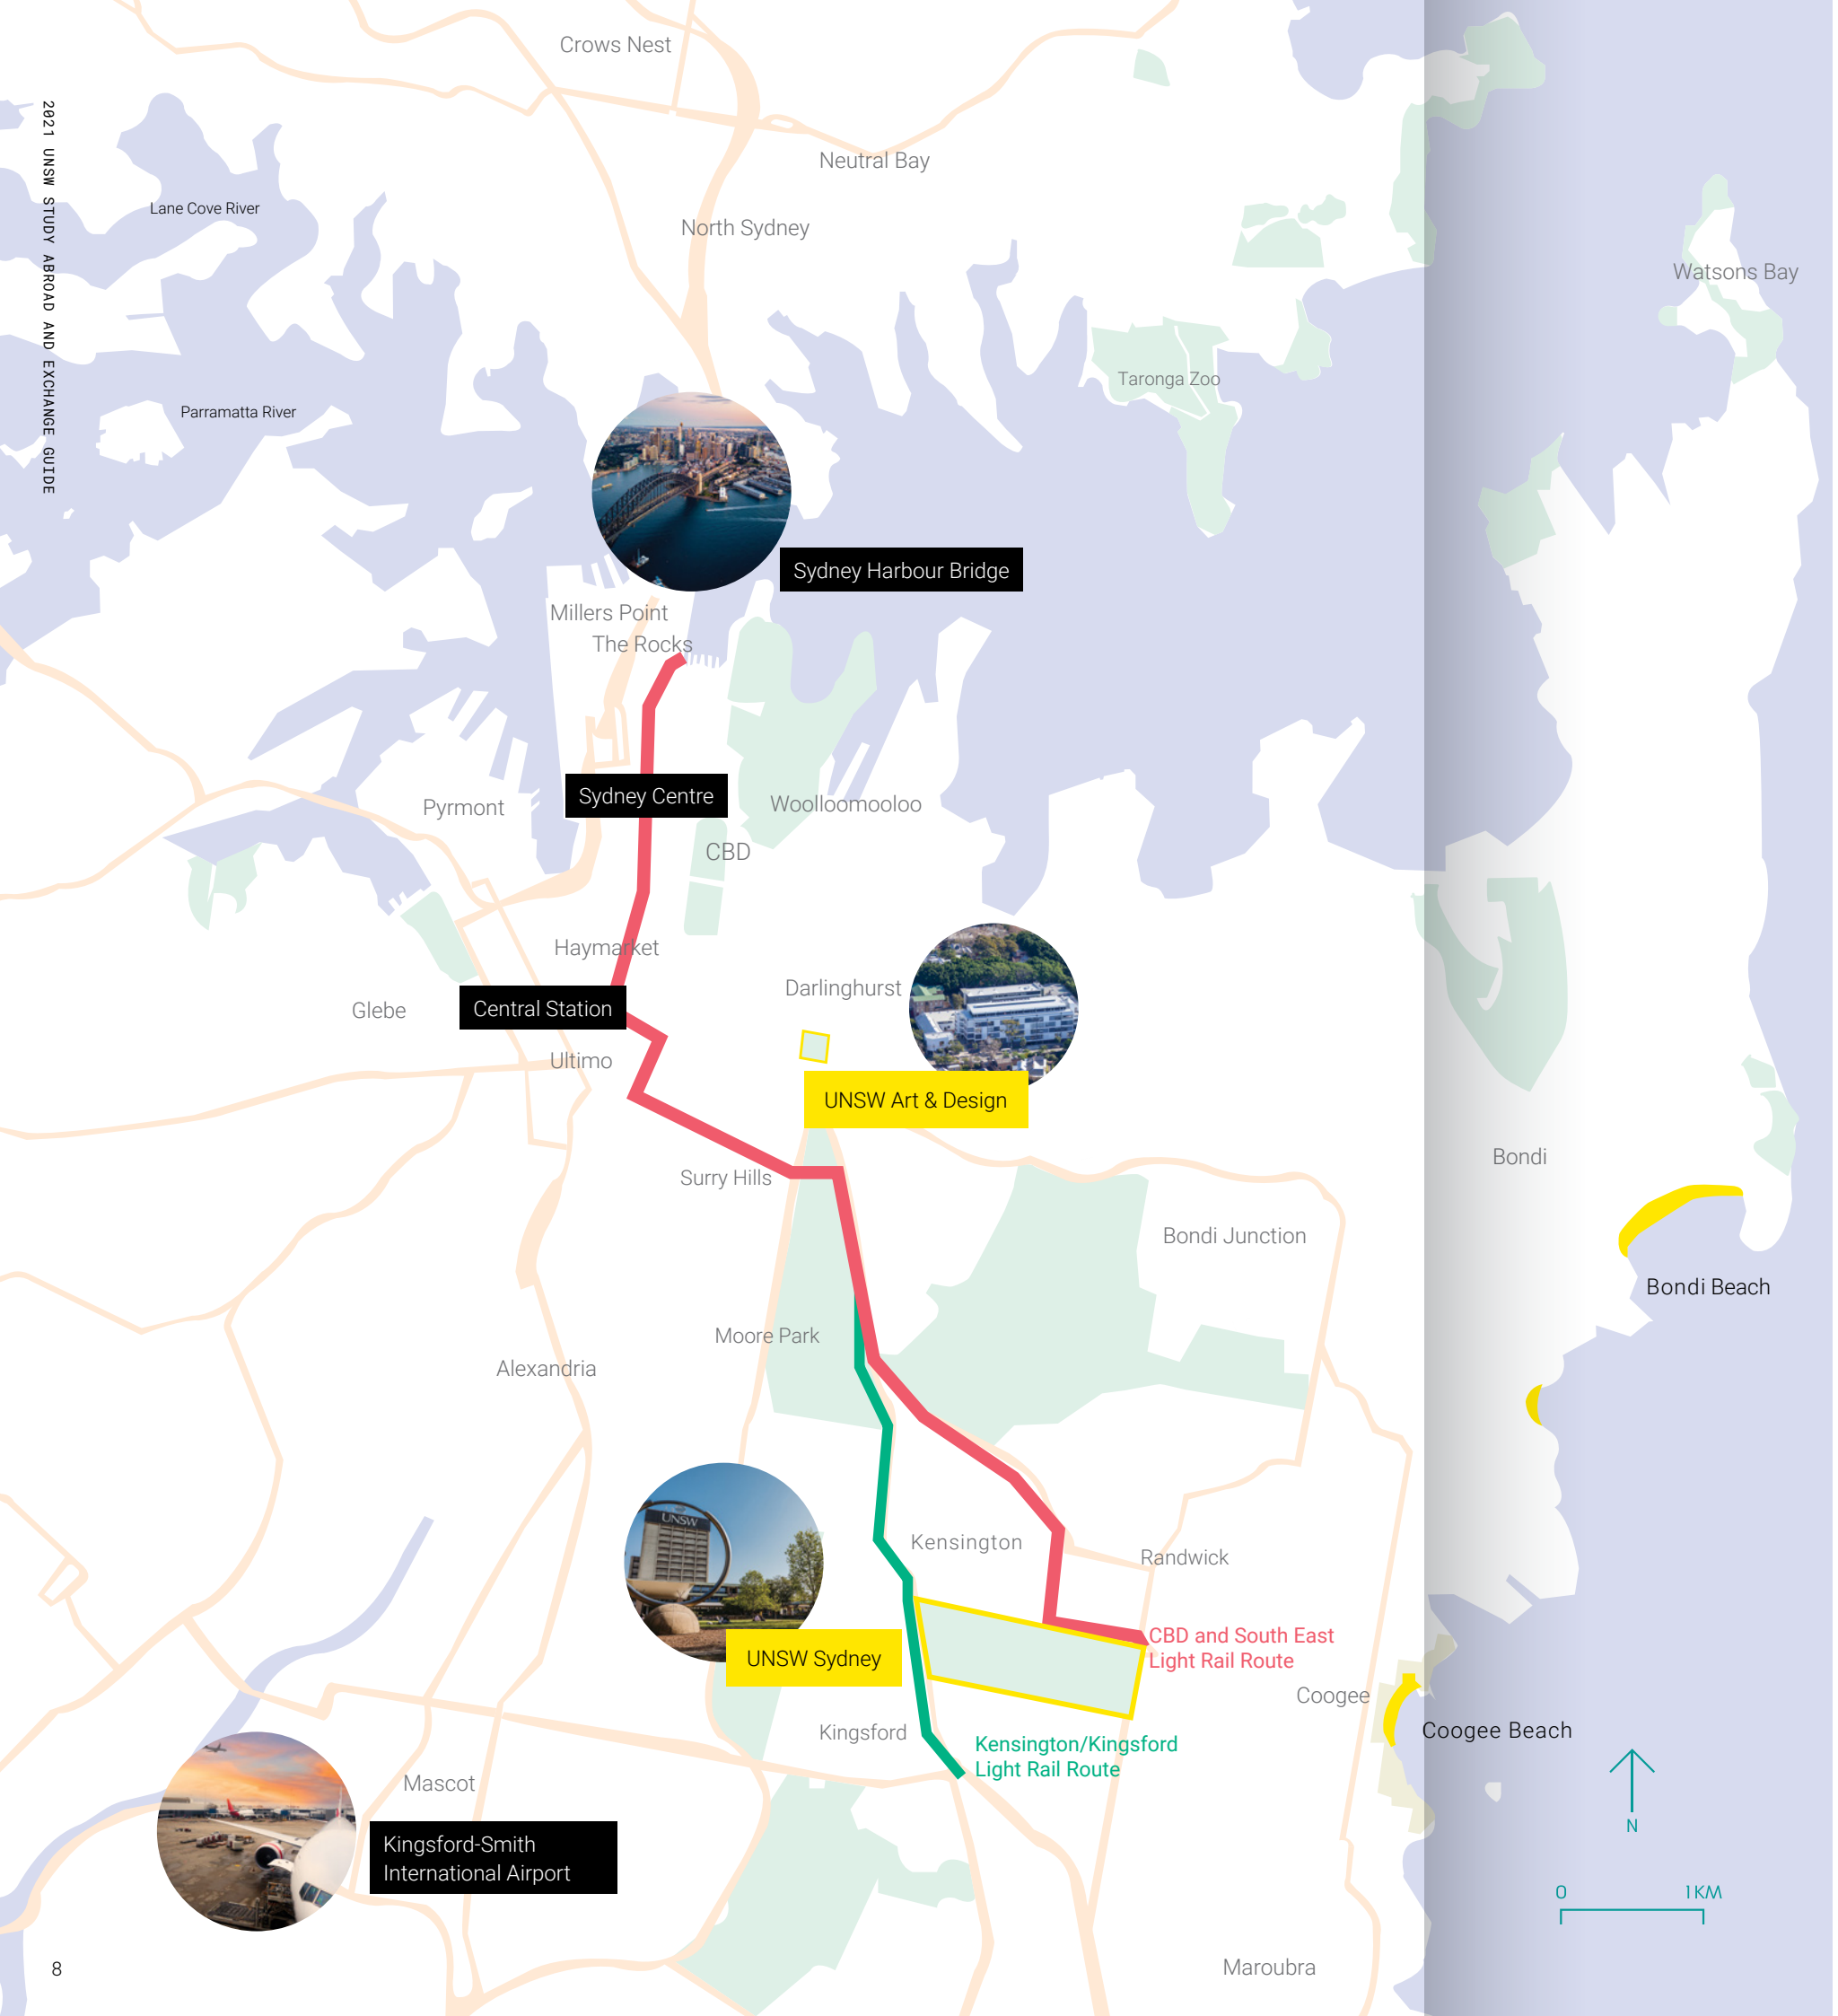 2021 UNSW STUDY ABROAD AND EXCHANGE GUIDE
Crows Nest
Neutral Bay
Lane Cove River
North Sydney
Watsons Bay
Taronga Zoo
Parramatta River
Sydney Harbour Bridge
Millers Point
The Rocks
Sydney Centre
Pyrmont
Woolloomooloo
CBD
Haymarket
Darlinghurst
Glebe
Central Station
Ultimo
UNSW Art & Design
Bondi
Surry Hills
Bondi Junction
Bondi Beach
Moore Park
Alexandria
UNSW
Kensington
Randwick
CBD and South East
Light Rail Route
UNSW Sydney
Coogee
Kingsford
Coogee Beach
Kensington/Kingsford
Light Rail Route
Mascot
N
Kingsford-Smith
International Airport
0 1 KM
Maroubra
8